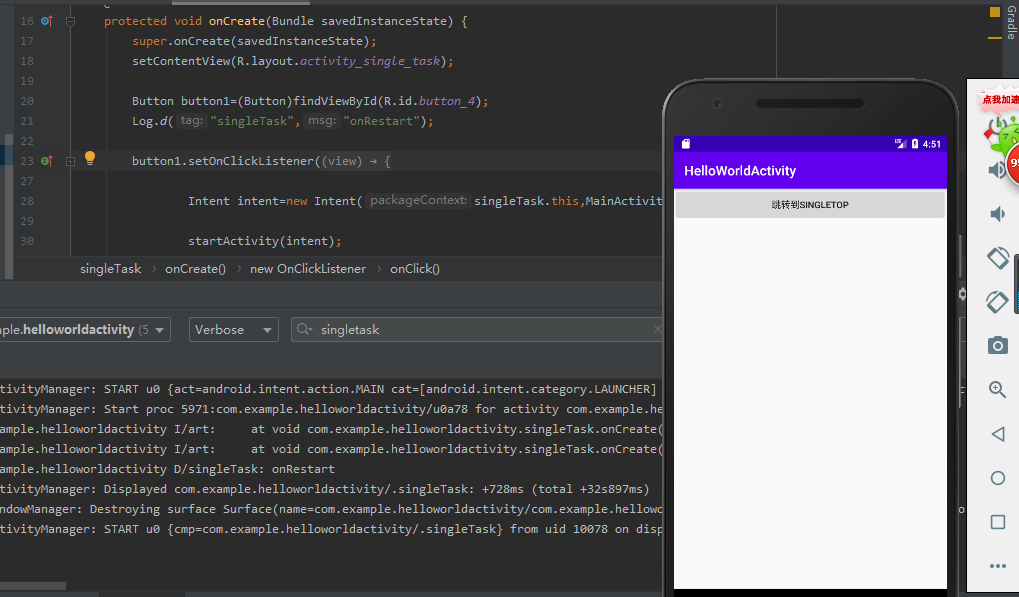 16 protected void onCreate(Bundle savedInstanceState) {
17 super.onCreate(savedInstanceState);
18 setContentView(R.layout.activity_single_task);
19
20 Button button1=(Button)findViewById(R.id.button_4);
21 Log.d( tag: "singleTask", msg: "onRestart");
22
23 button1.setOnClickListener((view) → {
27
28 Intent intent=new Intent( packageContext: singleTask.this,MainActivit
29
30 startActivity(intent);
singleTask › onCreate() › new OnClickListener › onClick()
Gradle
ple.helloworldactivity (5
Verbose
singletask
tivityManager: START u0 {act=android.intent.action.MAIN cat=[android.intent.category.LAUNCHER]
tivityManager: Start proc 5971:com.example.helloworldactivity/u0a78 for activity com.example.he
ample.helloworldactivity I/art: at void com.example.helloworldactivity.singleTask.onCreate(
ample.helloworldactivity I/art: at void com.example.helloworldactivity.singleTask.onCreate(
ample.helloworldactivity D/singleTask: onRestart
tivityManager: Displayed com.example.helloworldactivity/.singleTask: +728ms (total +32s897ms)
ndowManager: Destroying surface Surface(name=com.example.helloworldactivity/com.example.hellowo
tivityManager: START u0 {cmp=com.example.helloworldactivity/.singleTask} from uid 10078 on disp
4:51
HelloWorldActivity
跳转到SINGLETOP
点我加速